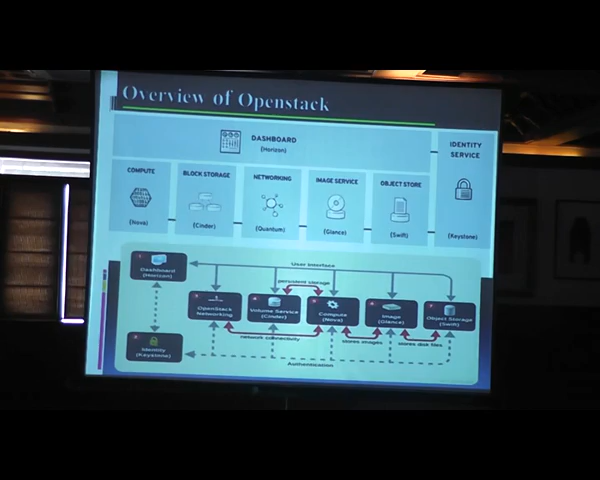 Overview of Openstack
DASHBOARD
(Horizon)
IDENTITY
SERVICE
(Keystone)
COMPUTE
(Nova)
BLOCK STORAGE
(Cinder)
NETWORKING
(Quantum)
IMAGE SERVICE
(Glance)
OBJECT STORE
(Swift)
Dashboard
(Horizon)
User interface
persistent storage
OpenStack
Networking
Volume Service
(Cinder)
Compute
(Nova)
Image
(Glance)
Object Storage
(Swift)
network connectivity
stores images
stores disk files
Identity
(Keystone)
Authentication